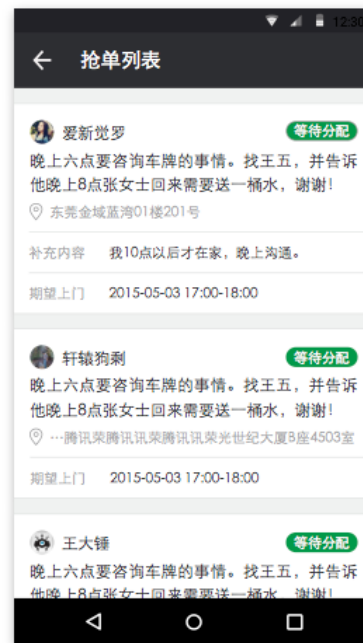 12:30
抢单列表
爱新觉罗
等待分配
晚上六点要咨询车牌的事情。找王五，并告诉
他晚上8点张女士回来需要送一桶水，谢谢！
东莞金域蓝湾01楼201号
补充内容 我10点以后才在家，晚上沟通。
期望上门 2015-05-03 17:00-18:00
轩辕狗剩
等待分配
晚上六点要咨询车牌的事情。找王五，并告诉
他晚上8点张女士回来需要送一桶水，谢谢！
…腾讯荣腾讯讯荣腾讯讯荣光世纪大厦B座4503室
期望上门 2015-05-03 17:00-18:00
王大锤
等待分配
晚上六点要咨询车牌的事情。找王五，并告诉
他晚上8点张女士回来需要送一桶水，谢谢！